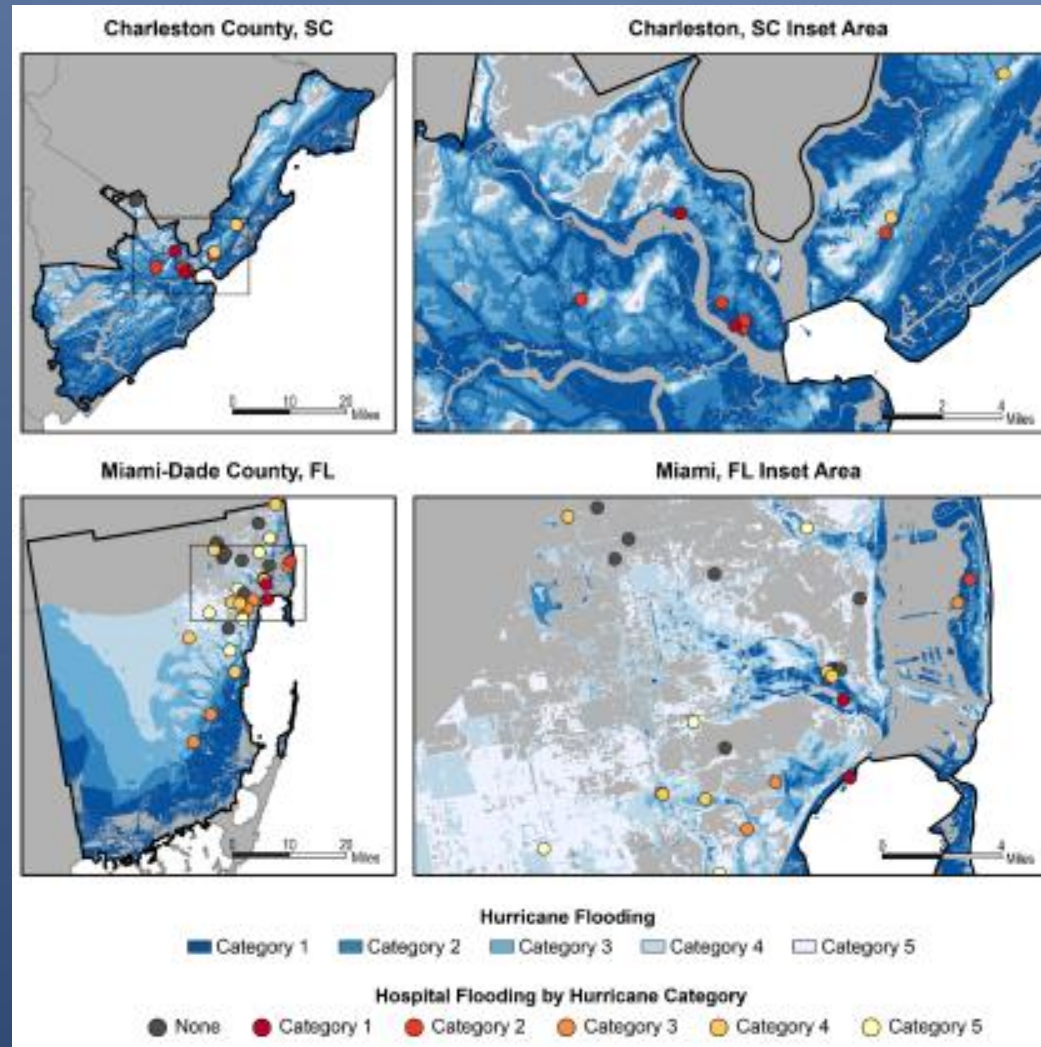 Charleston County, SC
Charleston, SC Inset Area
0 10 20
Miles
2 4
Miles
Miami-Dade County, FL
Miami, FL Inset Area
0 10 20
Miles
0 4
Miles
Hurricane Flooding
Category 1 Category 2 Category 3 Category 4 Category 5
Hospital Flooding by Hurricane Category
None Category 1 Category 2 Category 3 Category 4 Category 5